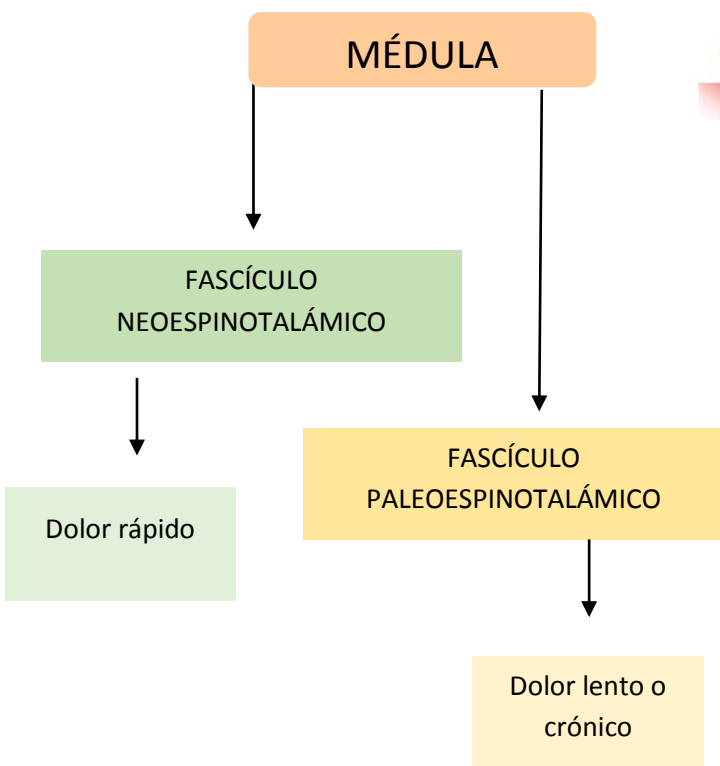 MÉDULA
FASCÍCULO
NEOESPINOTALÁMICO
FASCÍCULO
PALEOESPINOTALÁMICO
Dolor rápido
Dolor lento o
crónico